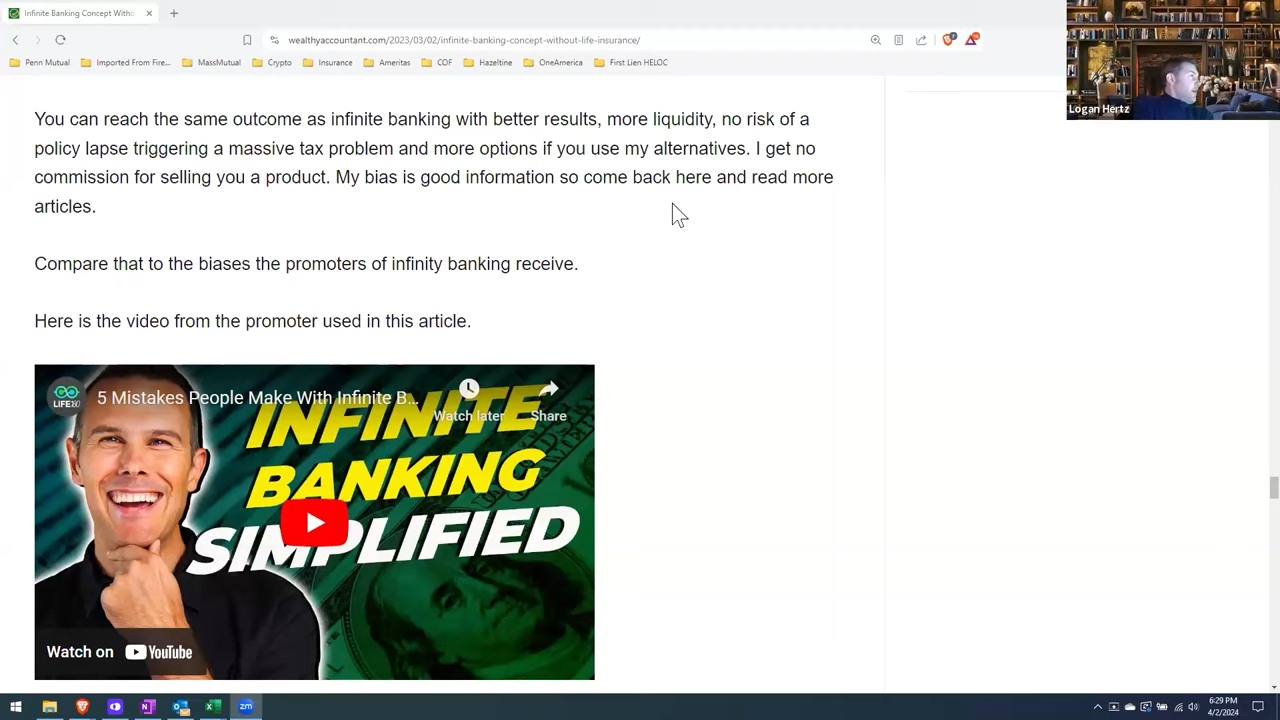 Infinite Banking Concept Witho
wealthyaccountant.com/2023/03/02/infinite-banking-concept-without-life-insurance/
Penn Mutual
Imported From Fire...
MassMutual
Crypto
Insurance
Ameritas
COF
Hazeltine
OneAmerica
First Lien HELOC
Logan Hertz
You can reach the same outcome as infinite banking with better results, more liquidity, no risk of a
policy lapse triggering a massive tax problem and more options if you use my alternatives. I get no
commission for selling you a product. My bias is good information so come back here and read more
articles.
Compare that to the biases the promoters of infinity banking receive.
Here is the video from the promoter used in this article.
LIFE180
5 Mistakes People Make With Infinite B...
Watch later
Share
INFINITE
BANKING
SIMPLIFIED
Watch on YouTube
zm
6:29 PM
4/2/2024